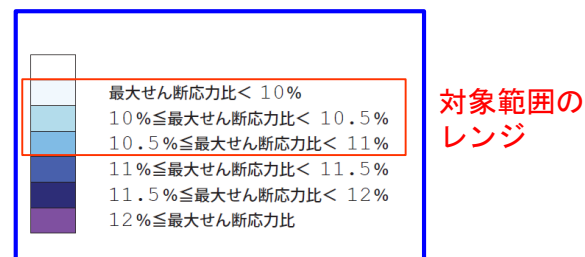 最大せん断応力比< 10%
10%≦最大せん断応力比< 10.5%
10.5%≦最大せん断応力比< 11%
11%≦最大せん断応力比< 11.5%
11.5%≦最大せん断応力比< 12%
12%≦最大せん断応力比
対象範囲の
レンジ